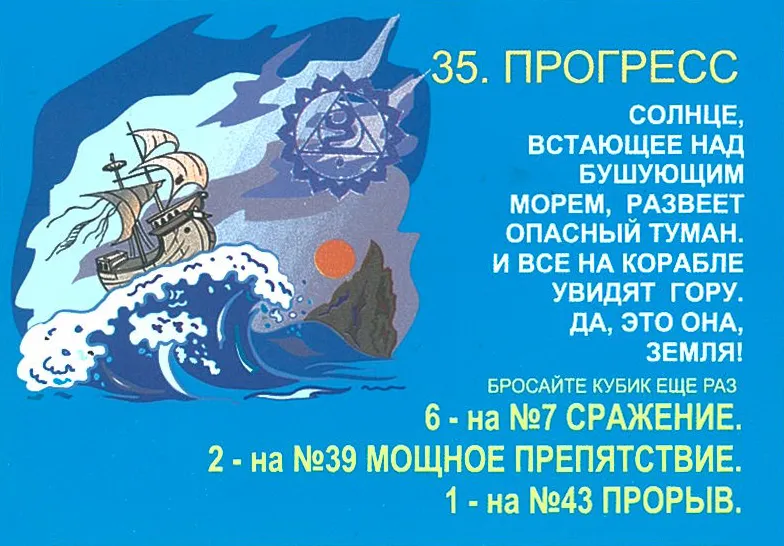 35. ПРОГРЕСС
СОЛНЦЕ,
ВСТАЮЩЕЕ НАД
БУШУЮЩИМ
МОРЕМ, РАЗВЕЕТ
ОПАСНЫЙ ТУМАН.
И ВСЕ НА КОРАБЛЕ
УВИДЯТ ГОРУ.
ДА, ЭТО ОНА,
ЗЕМЛЯ!
БРОСАЙТЕ КУБИК ЕЩЕ РАЗ
6 - на №7 СРАЖЕНИЕ.
2 - на №39 МОЩНОЕ ПРЕПЯТСТВИЕ.
1 - на №43 ПРОРЫВ.